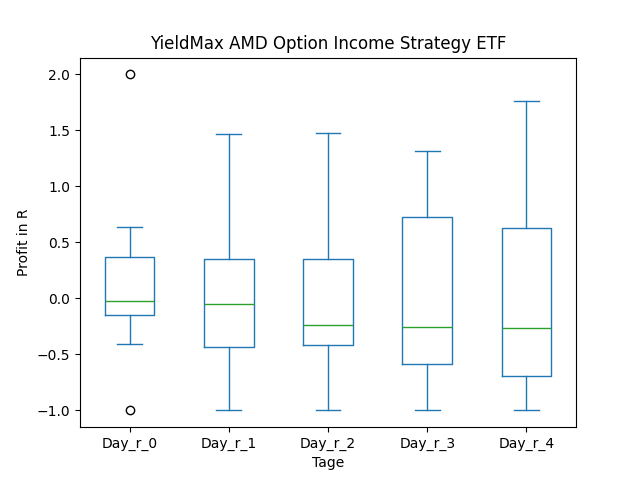 YieldMax AMD Option Income Strategy ETF
2.0
1.5
1.0
0.5
0.0
−0.5
−1.0
Profit in R
Day_r_0 Day_r_1 Day_r_2 Day_r_3 Day_r_4
Tage